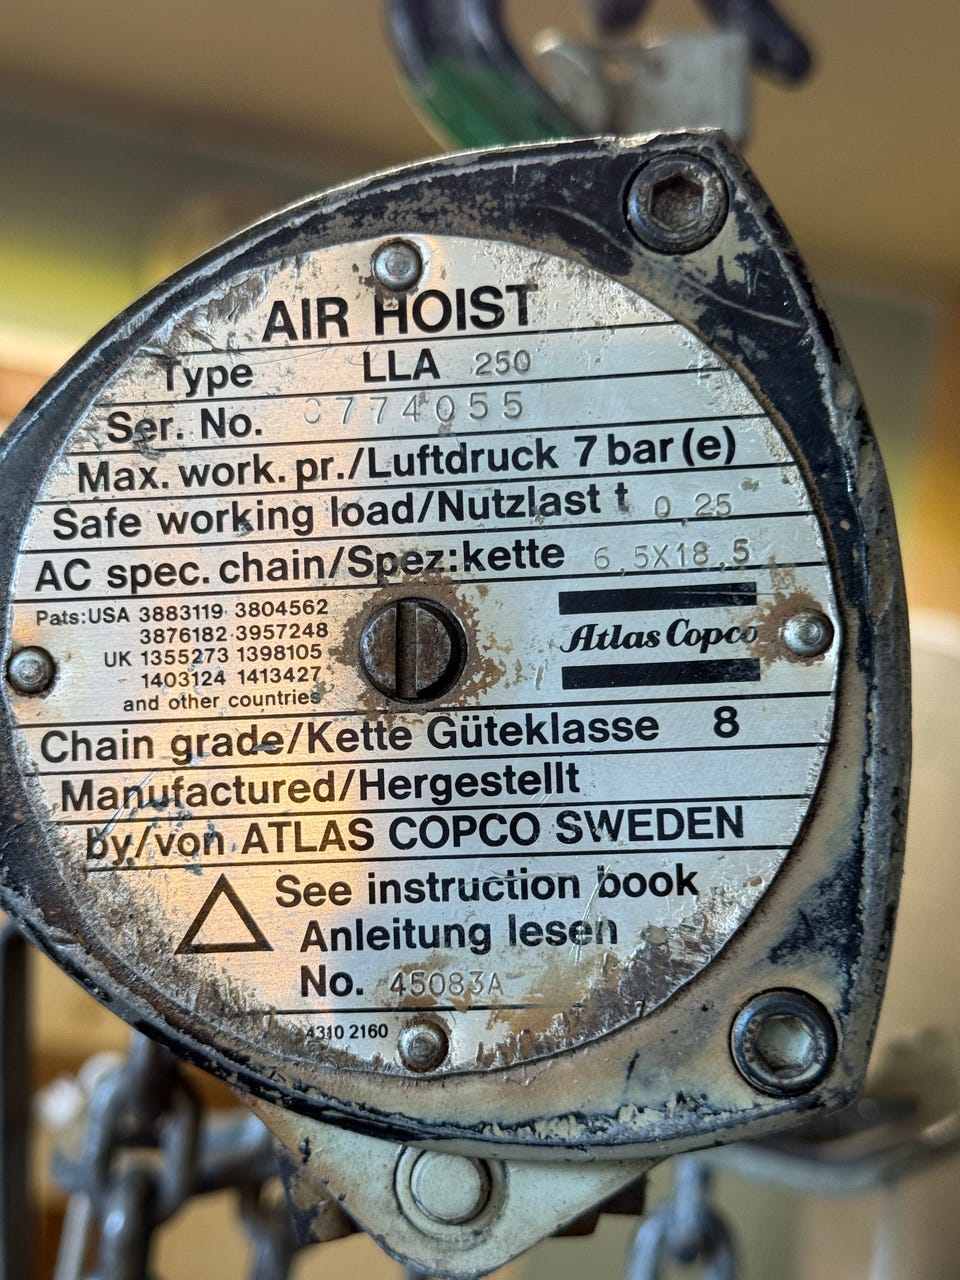 AIR HOIST
Type LLA 250
Ser. No. 774055
Max. work. pr./Luftdruck 7 bar (e)
Safe working load/Nutzlast t 0,25
AC spec. chain/Spez:kette 6,5X18,5
Pats:USA 3883119 3804562
3876182 3957248
UK 1355273 1398105
1403124 1413427
and other countries
Atlas Copco
Chain grade/Kette Güteklasse 8
Manufactured/Hergestellt
by/von ATLAS COPCO SWEDEN
See instruction book
Anleitung lesen
No. 45083A
4310 2160